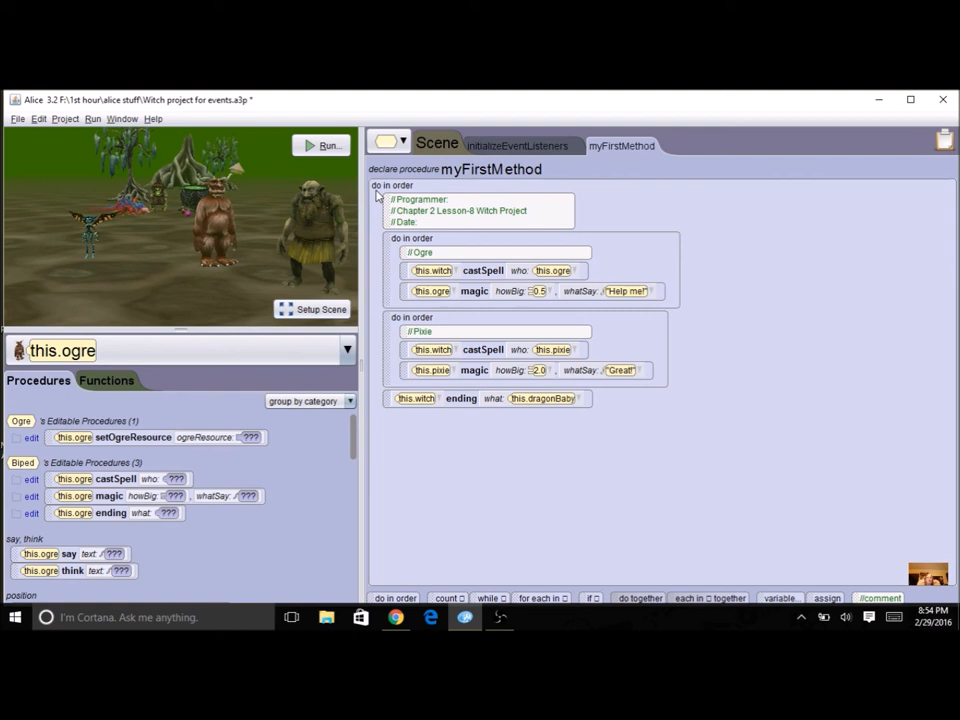 Alice 3.2 F:\1st hour\alice stuff\Witch project for events.a3p *
File Edit Project Run Window Help
Run...
Setup Scene
this.ogre
Procedures Functions
group by category
Ogre 's Editable Procedures (1)
edit this.ogre setOgreResource ogreResource: ???
Biped 's Editable Procedures (3)
edit this.ogre castSpell who: ???
edit this.ogre magic howBig: ??? , whatSay: ???
edit this.ogre ending what: ???
say, think
this.ogre say text: ???
this.ogre think text: ???
position
Scene initializeEventListeners myFirstMethod
declare procedure myFirstMethod
do in order
//Programmer:
//Chapter 2 Lesson-8 Witch Project
//Date:
do in order
//Ogre
this.witch castSpell who: this.ogre
this.ogre magic howBig: 0.5 , whatSay: "Help me!"
do in order
//Pixie
this.witch castSpell who: this.pixie
this.pixie magic howBig: 2.0 , whatSay: "Great!"
this.witch ending what: this.dragonBaby
do in order count while for each in if do together each in together variable... assign //comment
I'm Cortana. Ask me anything.
8:54 PM
2/29/2016